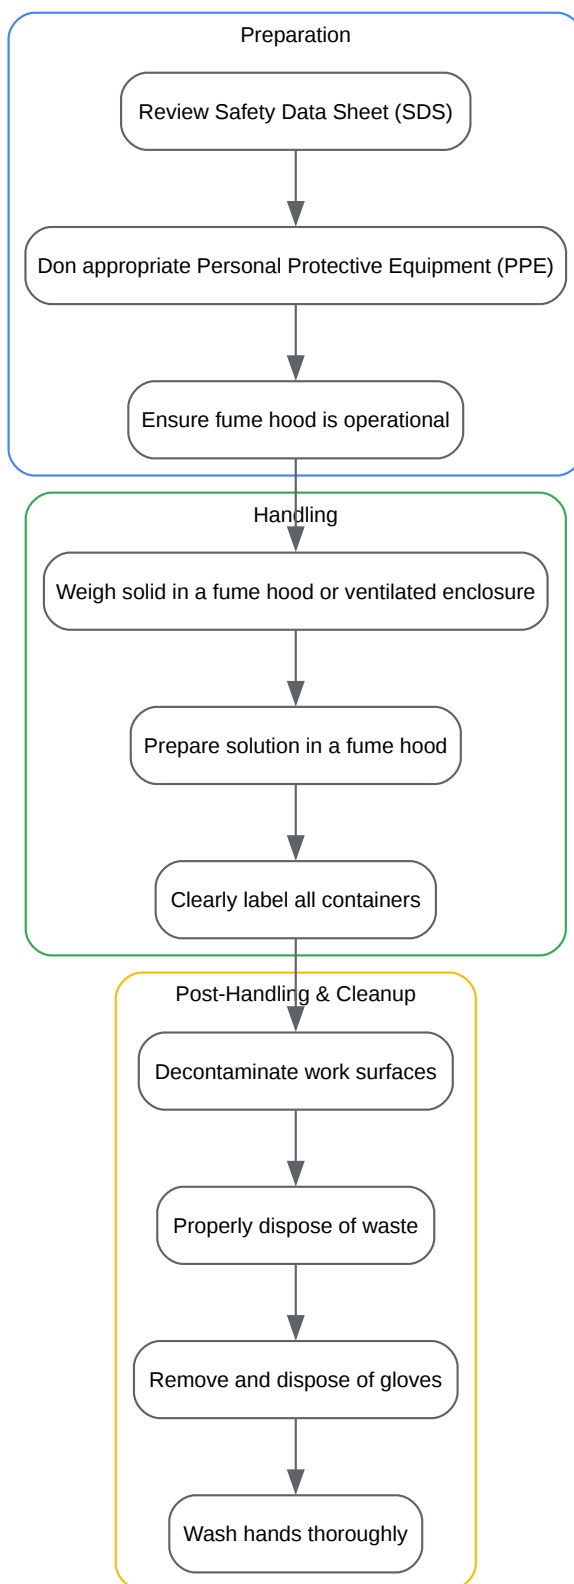 Preparation
Review Safety Data Sheet (SDS)
Don appropriate Personal Protective Equipment (PPE)
Ensure fume hood is operational
Handling
Weigh solid in a fume hood or ventilated enclosure
Prepare solution in a fume hood
Clearly label all containers
Post-Handling & Cleanup
Decontaminate work surfaces
Properly dispose of waste
Remove and dispose of gloves
Wash hands thoroughly